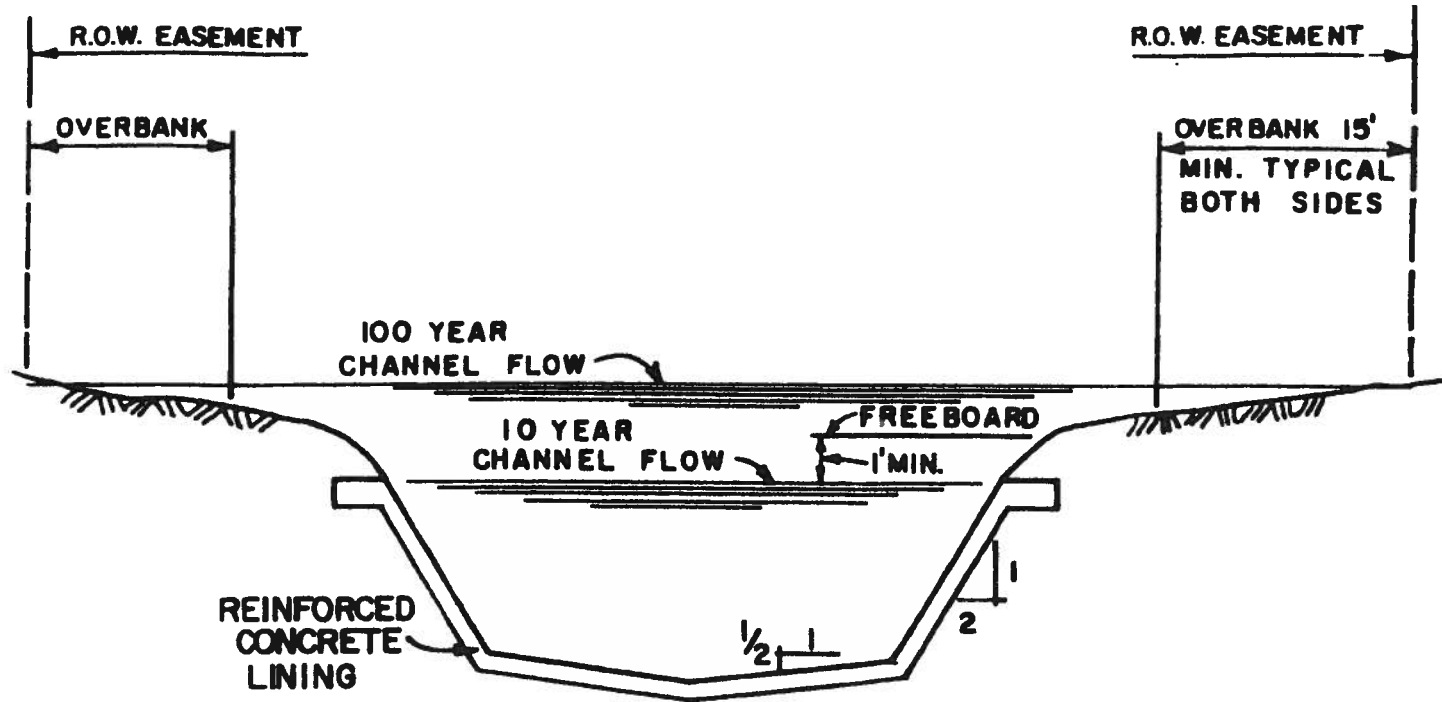 R.O.W. EASEMENT
R.O.W. EASEMENT
OVERBANK
OVERBANK 15'
MIN. TYPICAL
BOTH SIDES
100 YEAR
CHANNEL FLOW
FREEBOARD
10 YEAR
CHANNEL FLOW
1' MIN.
1
2
REINFORCED
CONCRETE
LINING
1/2
1